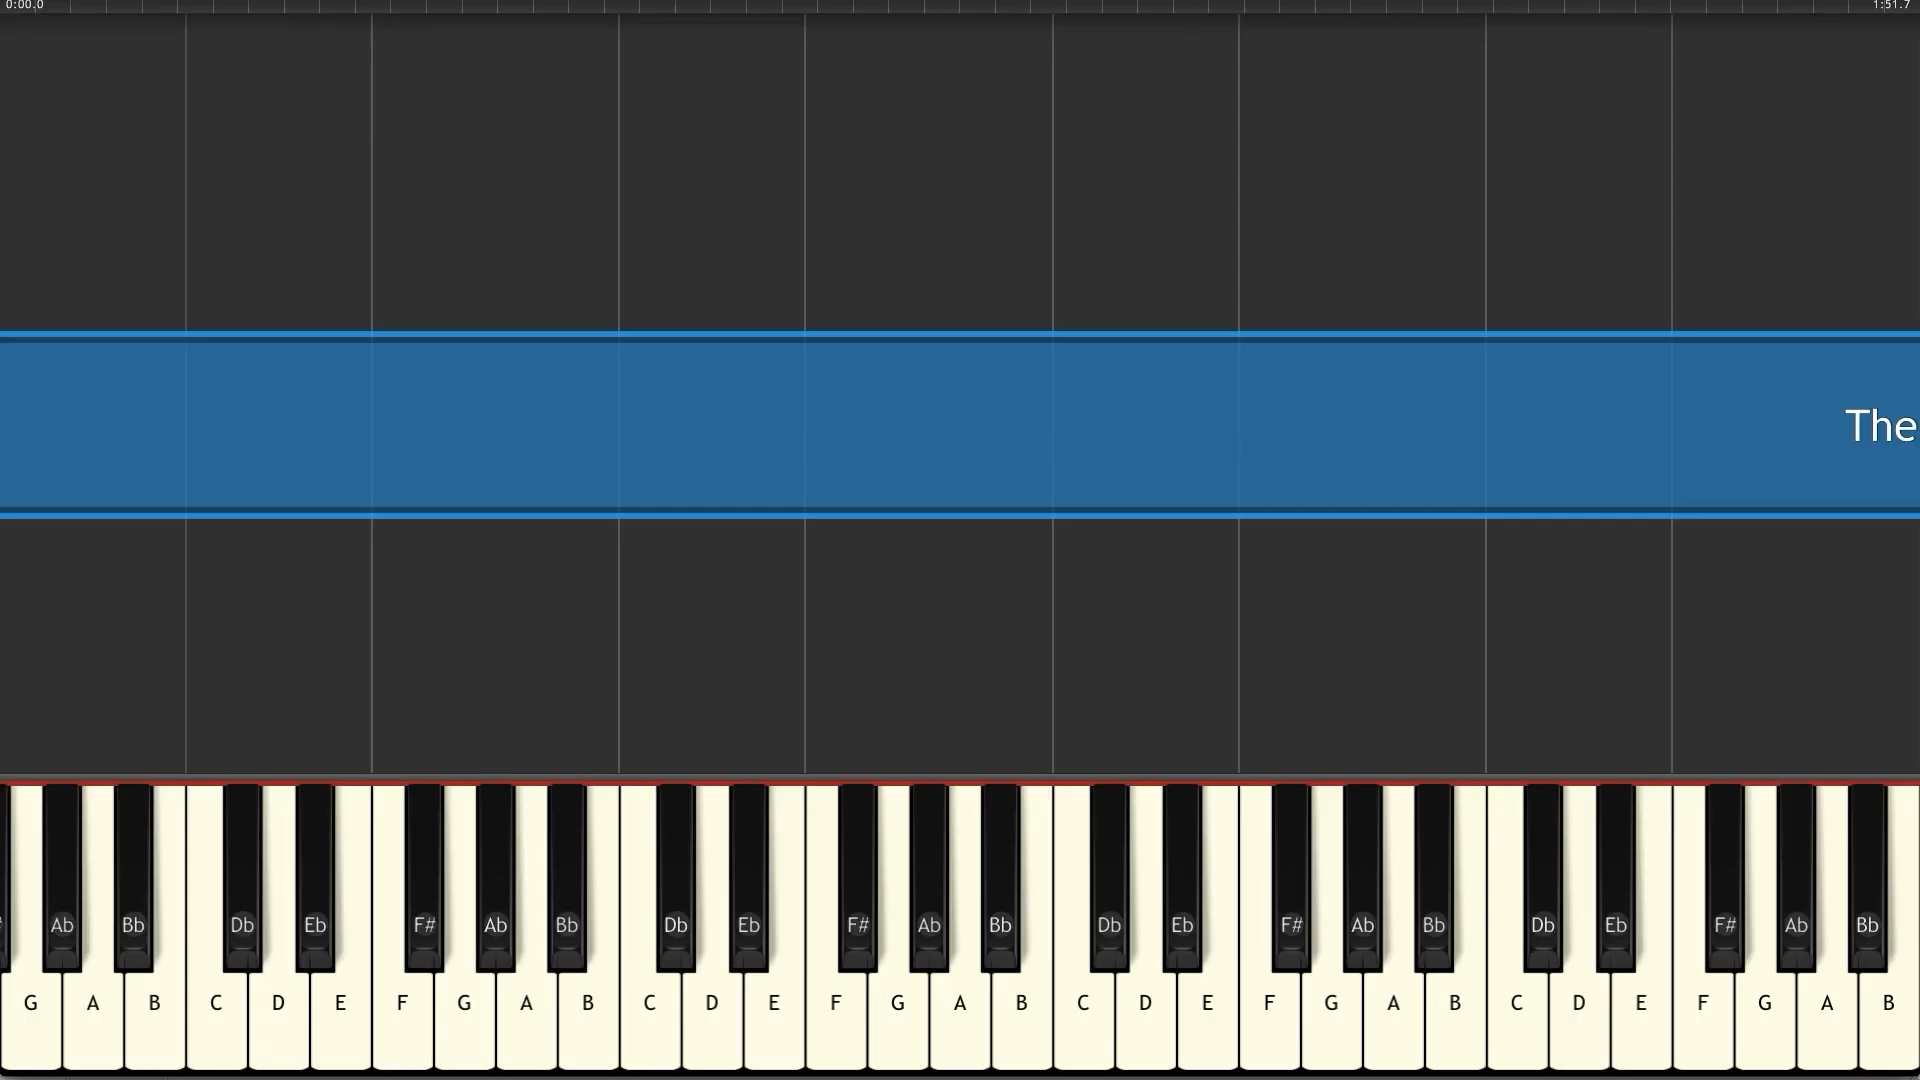 0:00.0 1:51.7
The
Ab Bb Db Eb F# Ab Bb Db Eb F# Ab Bb Db Eb F# Ab Bb Db Eb F# Ab Bb
G A B C D E F G A B C D E F G A B C D E F G A B C D E F G A B